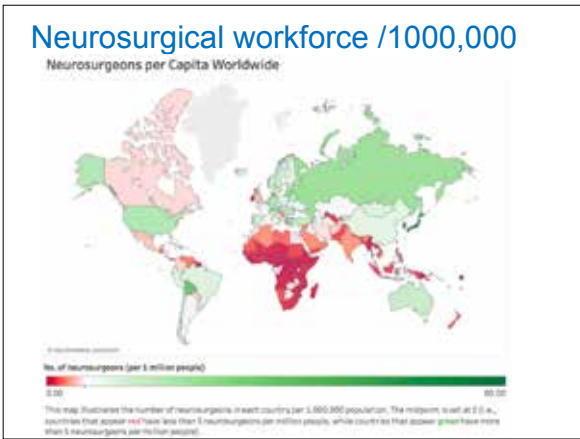 Neurosurgical workforce /1000,000
Neurosurgeons per Capita Worldwide
No. of neurosurgeons (per 1 million people)
0.00
60.00
This map illustrates the number of neurosurgeons in each country per 1,000,000 population. The midpoint is set at 5 (i.e.,
countries that appear red have less than 5 neurosurgeons per million people, while countries that appear green have more
than 5 neurosurgeons per million people).